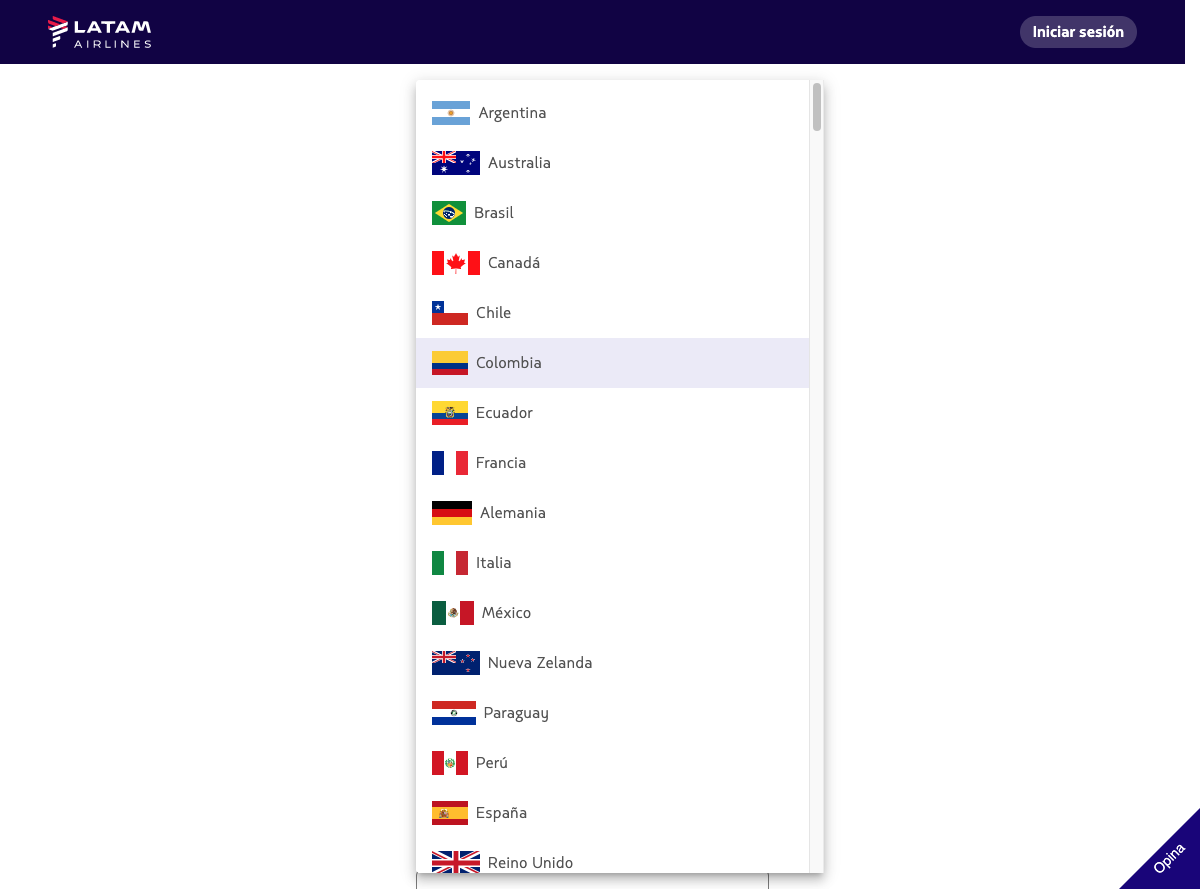 LATAM
AIRLINES
Iniciar sesión
Argentina
Australia
Brasil
Canadá
Chile
Colombia
Ecuador
Francia
Alemania
Italia
México
Nueva Zelanda
Paraguay
Perú
España
Reino Unido
Opina